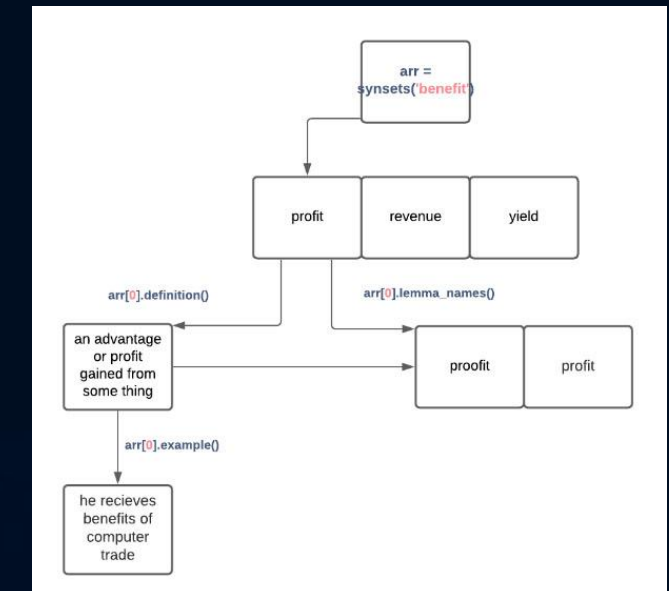 arr =
synsets('benefit')
profit
revenue
yield
arr[0].definition()
arr[0].lemma_names()
an advantage
or profit
gained from
some thing
proofit
profit
arr[0].example()
he recieves
benefits of
computer
trade